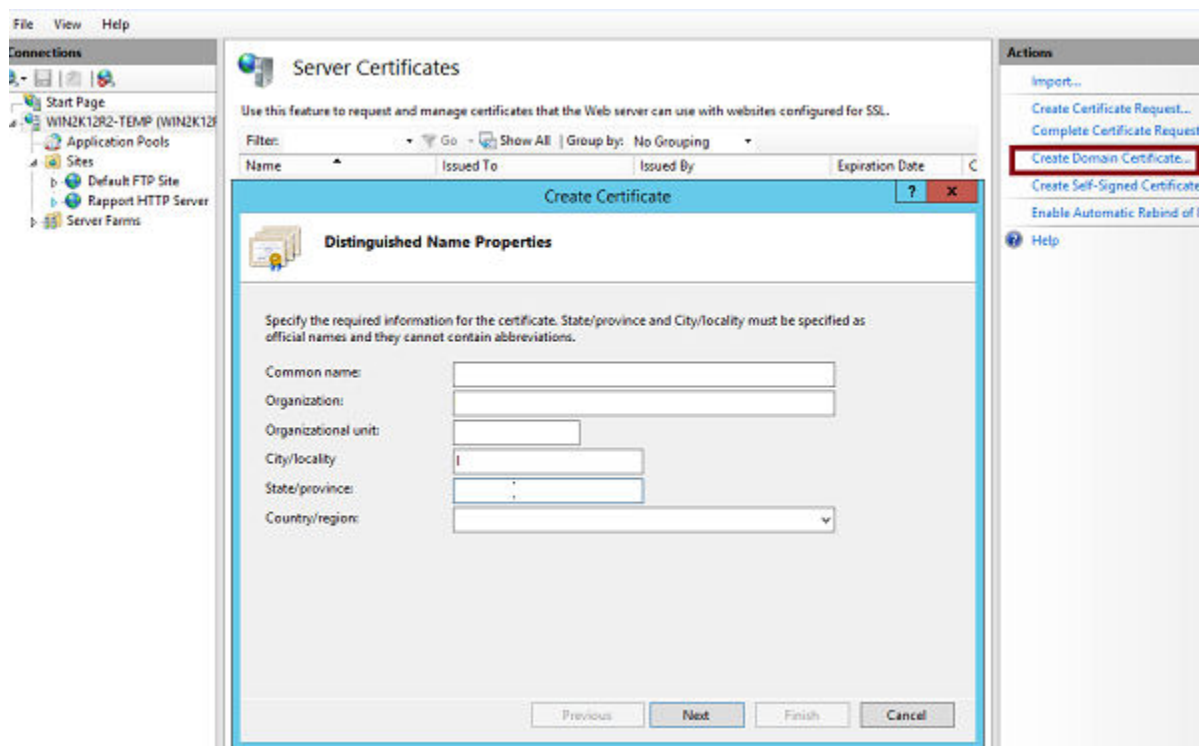 File View Help
Connections
Start Page
WIN2K12R2-TEMP (WIN2K12R
Application Pools
Sites
Default FTP Site
Rapport HTTP Server
Server Farms
Server Certificates
Use this feature to request and manage certificates that the Web server can use with websites configured for SSL.
Filter: Go Show All Group by: No Grouping
Name Issued To Issued By Expiration Date C
Create Certificate ? x
Distinguished Name Properties
Specify the required information for the certificate. State/province and City/locality must be specified as
official names and they cannot contain abbreviations.
Common name:
Organization:
Organizational unit:
City/locality
State/province:
Country/region:
Previous Next Finish Cancel
Actions
Import...
Create Certificate Request...
Complete Certificate Request
Create Domain Certificate...
Create Self-Signed Certificate
Enable Automatic Rebind of
Help